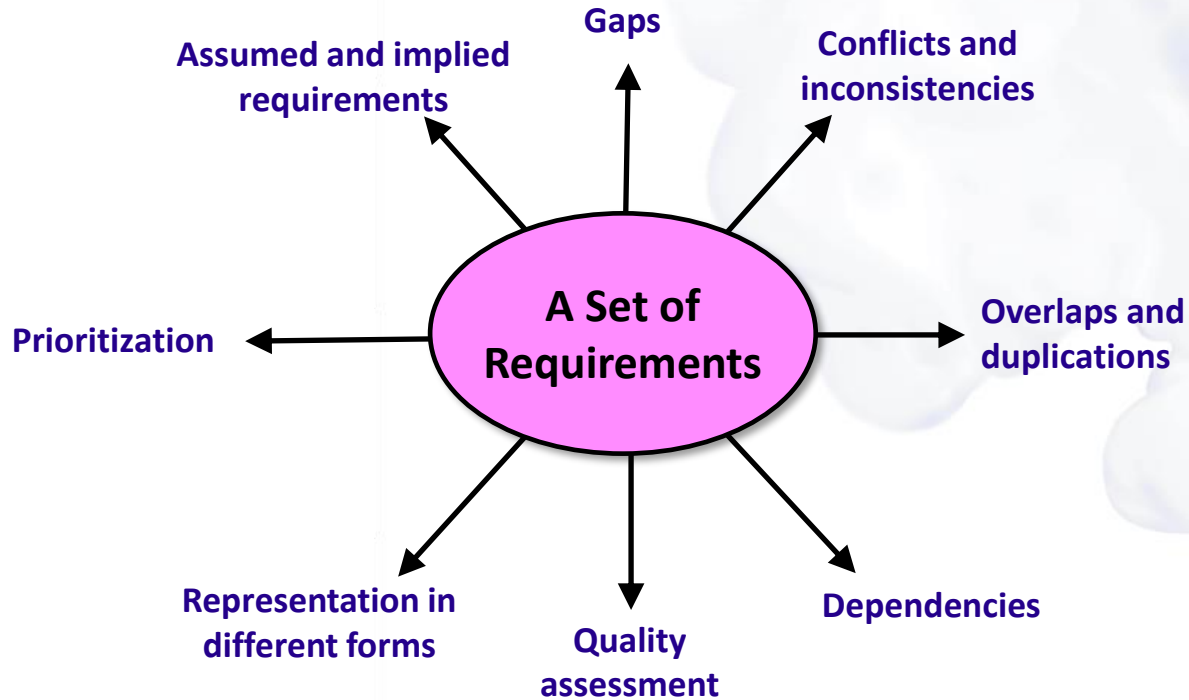 Gaps
Assumed and implied
requirements
Conflicts and
inconsistencies
A Set of
Requirements
Prioritization
Overlaps and
duplications
Representation in
different forms
Quality
assessment
Dependencies